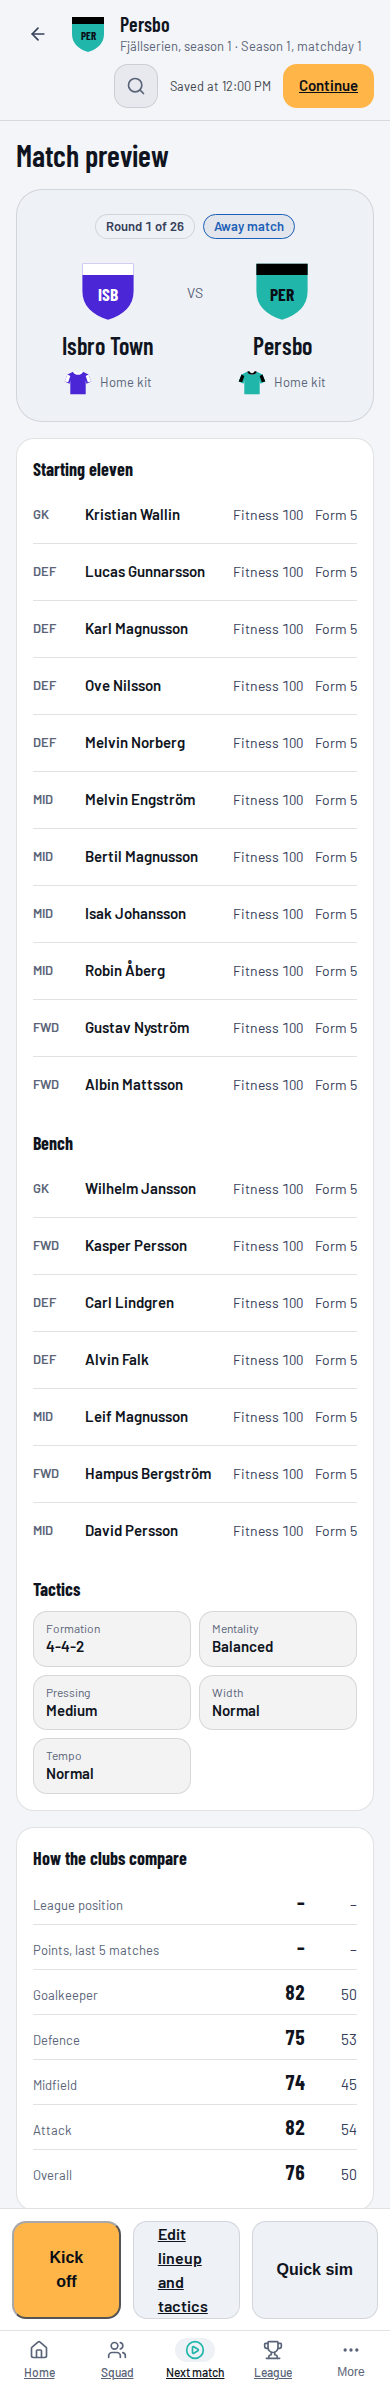 PER
Persbo
Fjällserien, season 1 · Season 1, matchday 1
Saved at 12:00 PM
Continue
Match preview
Round 1 of 26
Away match
ISB
VS
PER
Isbro Town
Persbo
Home kit
Home kit
Starting eleven
GK Kristian Wallin Fitness 100 Form 5
DEF Lucas Gunnarsson Fitness 100 Form 5
DEF Karl Magnusson Fitness 100 Form 5
DEF Ove Nilsson Fitness 100 Form 5
DEF Melvin Norberg Fitness 100 Form 5
MID Melvin Engström Fitness 100 Form 5
MID Bertil Magnusson Fitness 100 Form 5
MID Isak Johansson Fitness 100 Form 5
MID Robin Åberg Fitness 100 Form 5
FWD Gustav Nyström Fitness 100 Form 5
FWD Albin Mattsson Fitness 100 Form 5
Bench
GK Wilhelm Jansson Fitness 100 Form 5
FWD Kasper Persson Fitness 100 Form 5
DEF Carl Lindgren Fitness 100 Form 5
DEF Alvin Falk Fitness 100 Form 5
MID Leif Magnusson Fitness 100 Form 5
FWD Hampus Bergström Fitness 100 Form 5
MID David Persson Fitness 100 Form 5
Tactics
Formation
4-4-2
Mentality
Balanced
Pressing
Medium
Width
Normal
Tempo
Normal
How the clubs compare
League position – –
Points, last 5 matches – –
Goalkeeper 82 50
Defence 75 53
Midfield 74 45
Attack 82 54
Overall 76 50
Kick
off
Edit
lineup
and
tactics
Quick sim
Home
Squad
Next match
League
More